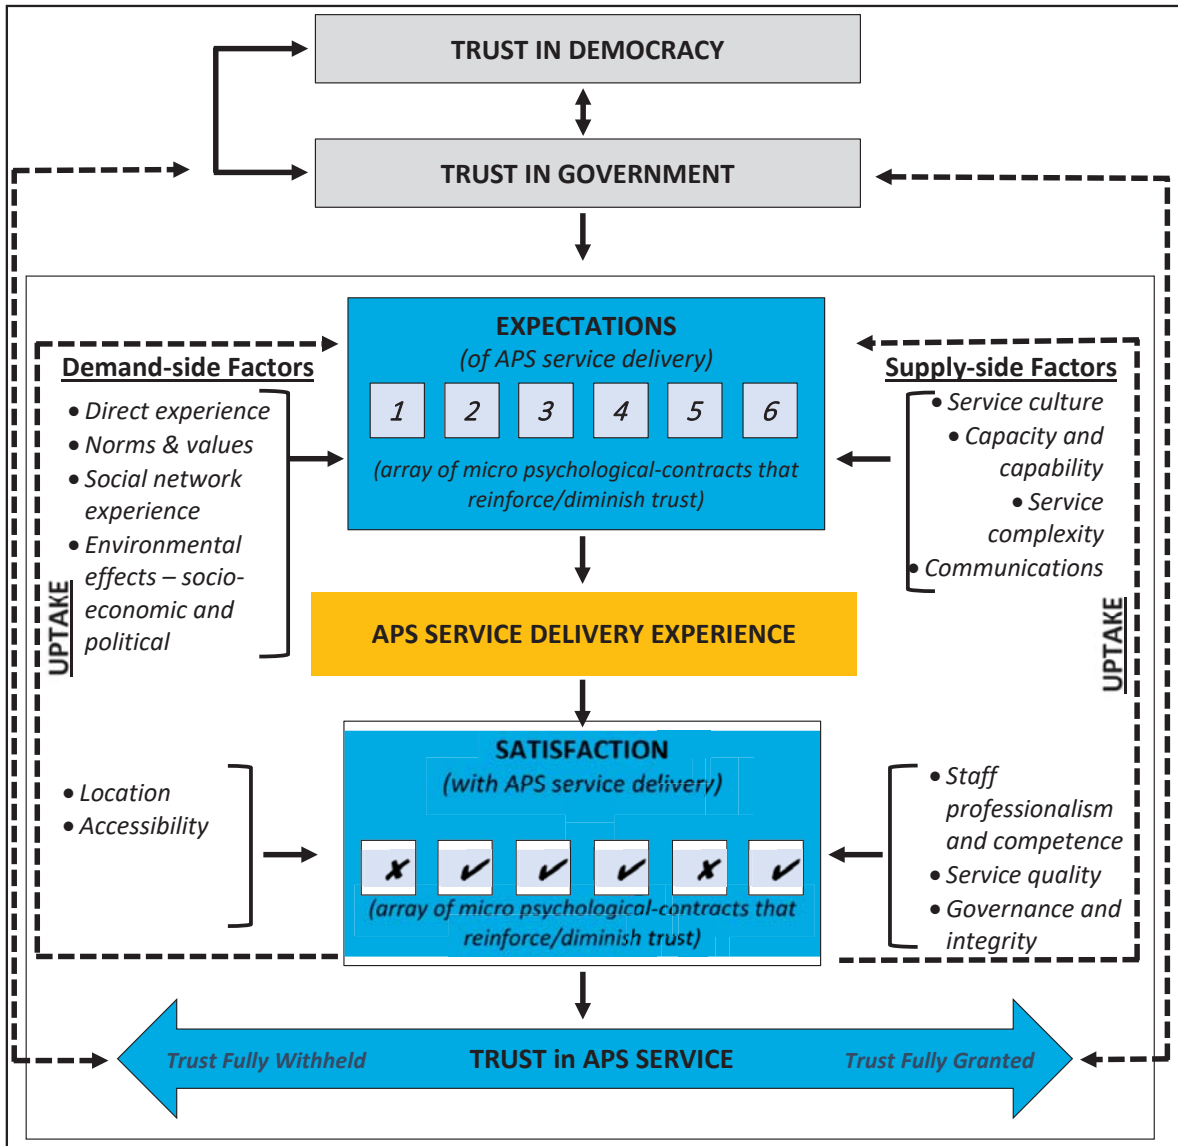 TRUST IN DEMOCRACY
TRUST IN GOVERNMENT
EXPECTATIONS
(of APS service delivery)
1 2 3 4 5 6
(array of micro psychological-contracts that
reinforce/diminish trust)
Demand-side Factors
• Direct experience
• Norms & values
• Social network
experience
• Environmental
effects – socio-
economic and
political
UPTAKE
Supply-side Factors
• Service culture
• Capacity and
capability
• Service
complexity
• Communications
UPTAKE
APS SERVICE DELIVERY EXPERIENCE
SATISFACTION
(with APS service delivery)
✘ ✔ ✔ ✔ ✘ ✔
(array of micro psychological-contracts that
reinforce/diminish trust)
• Location
• Accessibility
• Staff
professionalism
and competence
• Service quality
• Governance and
integrity
Trust Fully Withheld
TRUST in APS SERVICE
Trust Fully Granted